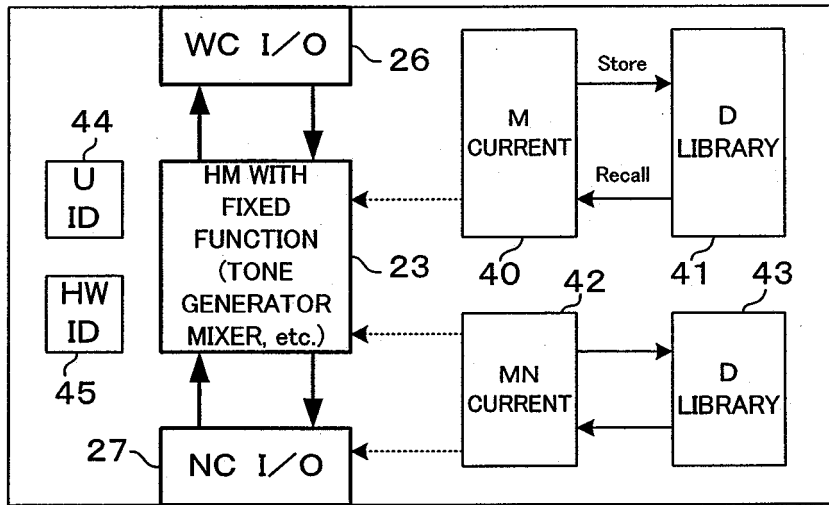 WC I/O
26
44
U
ID
HM WITH
FIXED
FUNCTION
(TONE
GENERATOR
MIXER, etc.)
23
HW
ID
45
27
NC I/O
M
CURRENT
40
Store
Recall
D
LIBRARY
41
42
MN
CURRENT
43
D
LIBRARY